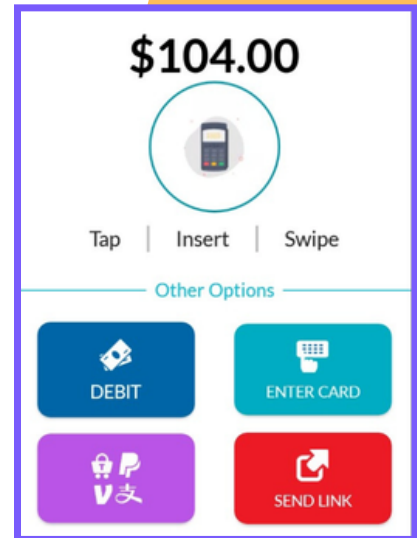 $104.00
Tap | Insert | Swipe
Other Options
DEBIT
ENTER CARD
SEND LINK